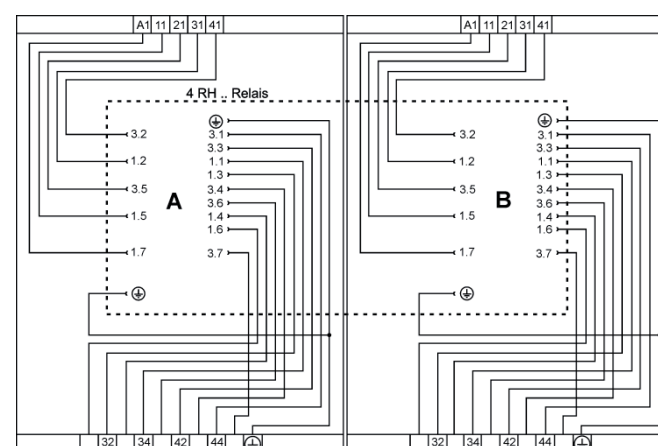 A1 11 21 31 41 A1 11 21 31 41
4 RH .. Relais
3.2 3.1 3.2 3.1
3.3 3.3
1.2 1.1 1.2 1.1
1.3 1.3
3.5 3.4 3.5 3.4
A B
3.6 3.6
1.5 1.4 1.5 1.4
1.6 1.6
1.7 3.7 1.7 3.7
32 34 42 44 32 34 42 44